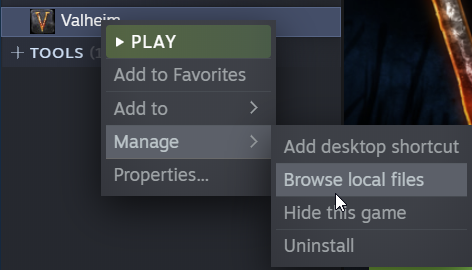 Valheim
PLAY
TOOLS
Add to Favorites
Add to
Manage
Properties...
Add desktop shortcut
Browse local files
Hide this game
Uninstall